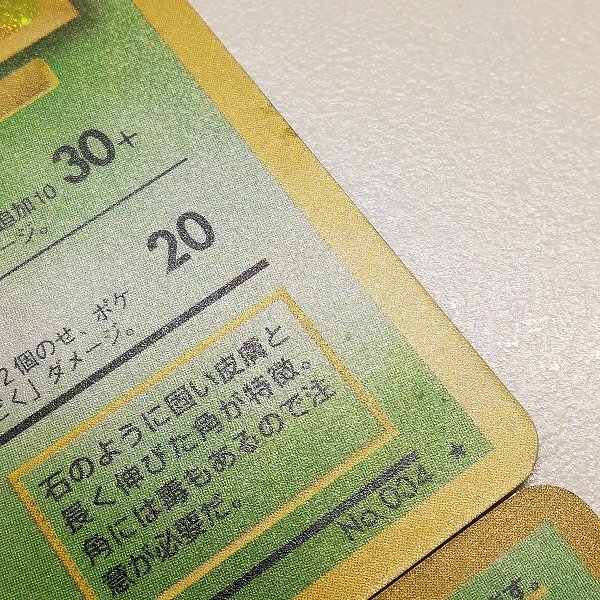 30+
追加10
ージ。
20
2個のせ、ポケ
どく」ダメージ。
石のように固い皮膚と
長く伸びた角が特徴。
角には毒もあるので注
意が必要だ。
No.034 ★
す。